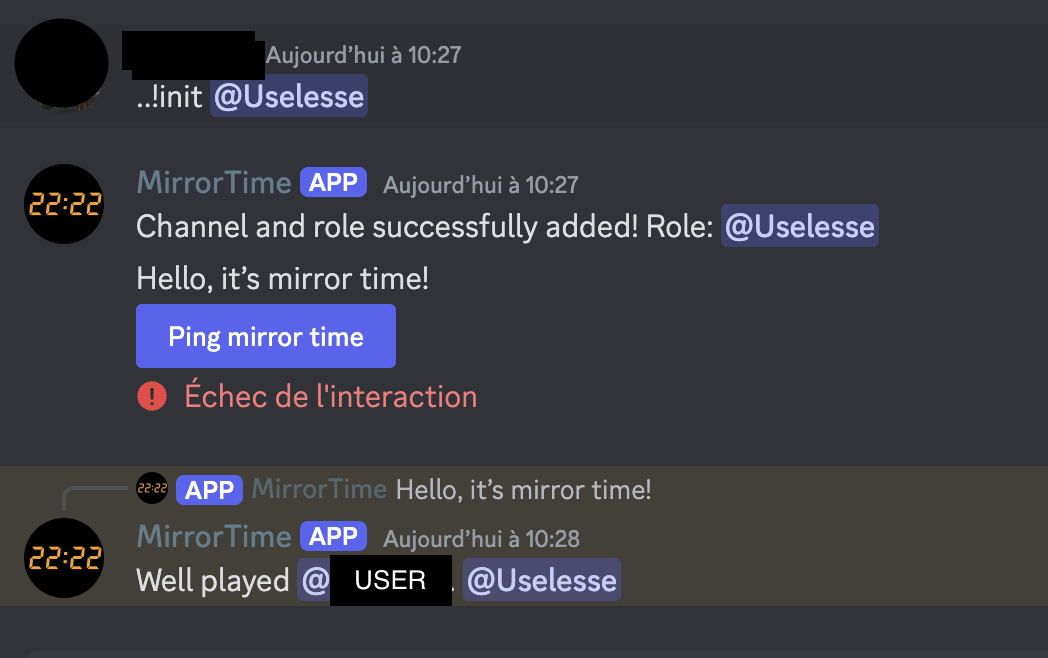 Aujourd’hui à 10:27
..!init @Uselesse
22:22
MirrorTime APP Aujourd’hui à 10:27
Channel and role successfully added! Role: @Uselesse
Hello, it’s mirror time!
Ping mirror time
! Échec de l'interaction
22:22 APP MirrorTime Hello, it’s mirror time!
22:22
MirrorTime APP Aujourd’hui à 10:28
Well played @ USER . @Uselesse